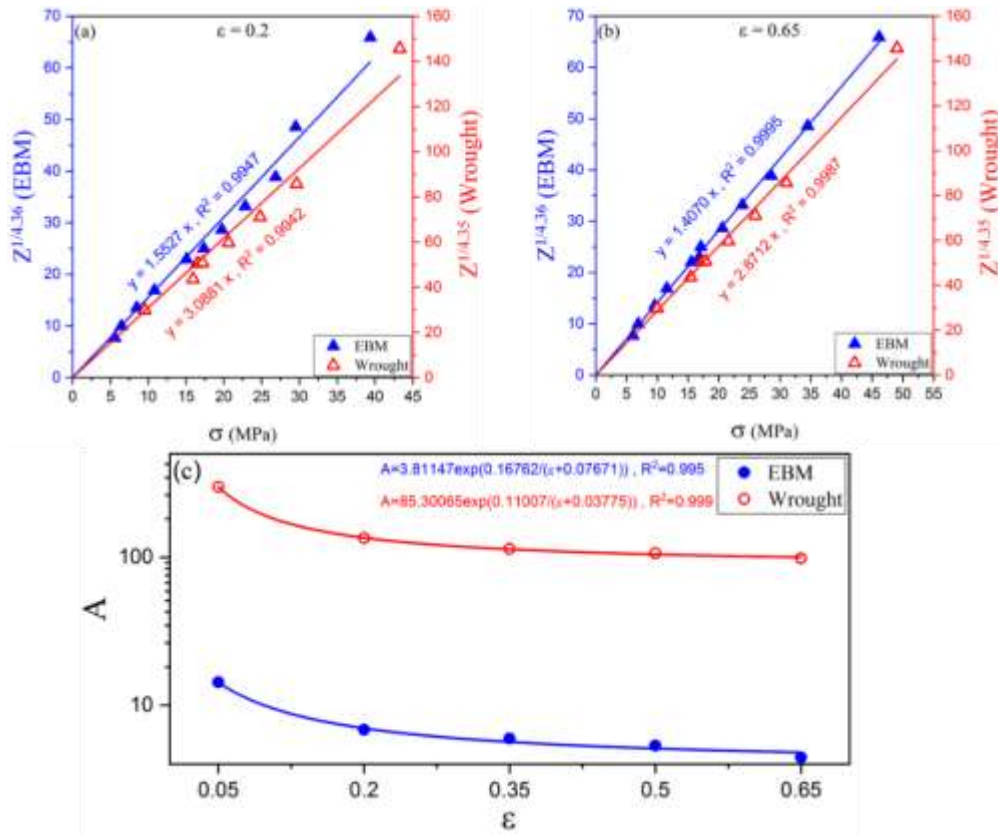 (a)
ε = 0.2
70
60
50
40
30
20
10
0
Z^1/4.36 (EBM)
160
140
120
100
80
60
40
20
0
Z^1/4.35 (Wrought)
y = 1.5527 x , R² = 0.9947
y = 3.0881 x , R² = 0.9942
EBM
Wrought
0 5 10 15 20 25 30 35 40 45
σ (MPa)
(b)
ε = 0.65
70
60
50
40
30
20
10
0
Z^1/4.36 (EBM)
160
140
120
100
80
60
40
20
0
Z^1/4.35 (Wrought)
y = 1.4070 x , R² = 0.9995
y = 2.8712 x , R² = 0.9987
EBM
Wrought
0 5 10 15 20 25 30 35 40 45 50 55
σ (MPa)
(c)
A=3.81147exp(0.16762/(ε+0.07671)) , R²=0.995
A=85.30065exp(0.11007/(ε+0.03775)) , R²=0.999
EBM
Wrought
100
10
A
0.05 0.2 0.35 0.5 0.65
ε